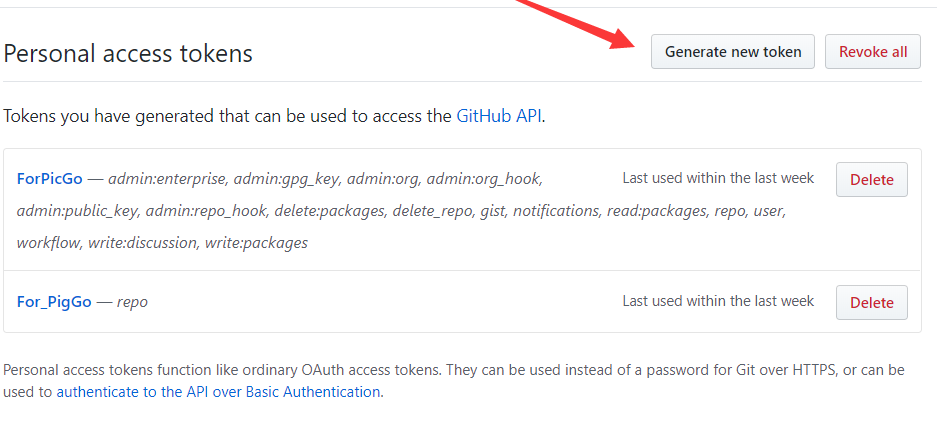 Personal access tokens
Generate new token
Revoke all
Tokens you have generated that can be used to access the GitHub API.
ForPicGo — admin:enterprise, admin:gpg_key, admin:org, admin:org_hook,
Last used within the last week
Delete
admin:public_key, admin:repo_hook, delete:packages, delete_repo, gist, notifications, read:packages, repo, user,
workflow, write:discussion, write:packages
For_PigGo — repo
Last used within the last week
Delete
Personal access tokens function like ordinary OAuth access tokens. They can be used instead of a password for Git over HTTPS, or can be
used to authenticate to the API over Basic Authentication.